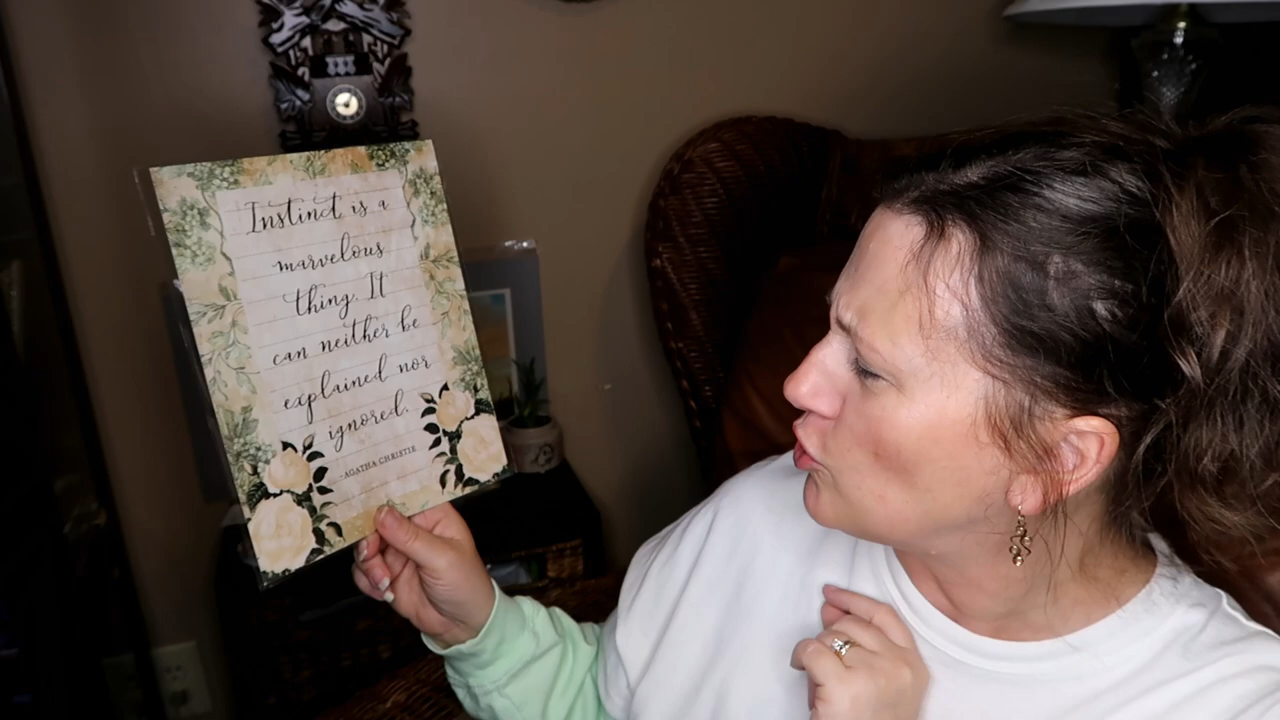 Instinct is a
marvelous
thing. It
can neither be
explained nor
ignored.
- AGATHA CHRISTIE